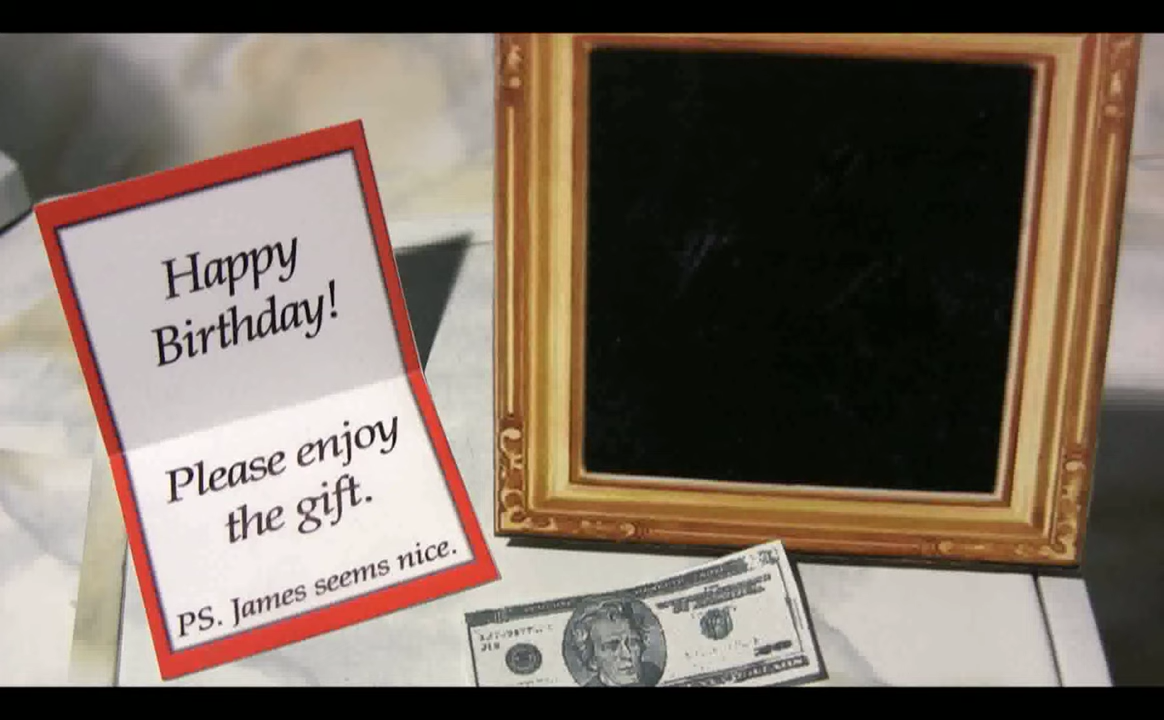 Happy
Birthday!
Please enjoy
the gift.
PS. James seems nice.